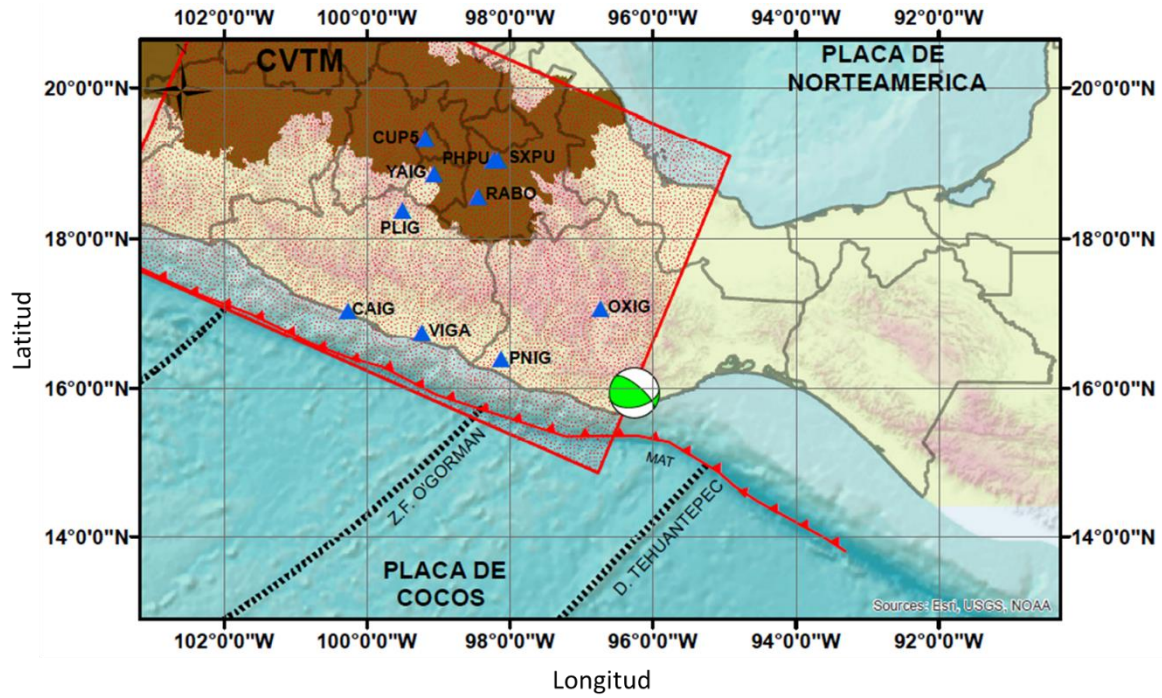 102°0'0"W 100°0'0"W 98°0'0"W 96°0'0"W 94°0'0"W 92°0'0"W
N
CVTM
PLACA DE
NORTEAMERICA
20°0'0"N
20°0'0"N
CUP5
PHPU
SXPU
YAIG
RABO
PLIG
18°0'0"N
18°0'0"N
CAIG
OXIG
VIGA
PNIG
16°0'0"N
16°0'0"N
MAT
Z.F. O'GORMAN
D. TEHUANTEPEC
14°0'0"N
14°0'0"N
PLACA DE
COCOS
Sources: Esri, USGS, NOAA
102°0'0"W 100°0'0"W 98°0'0"W 96°0'0"W 94°0'0"W 92°0'0"W
Latitud
Longitud